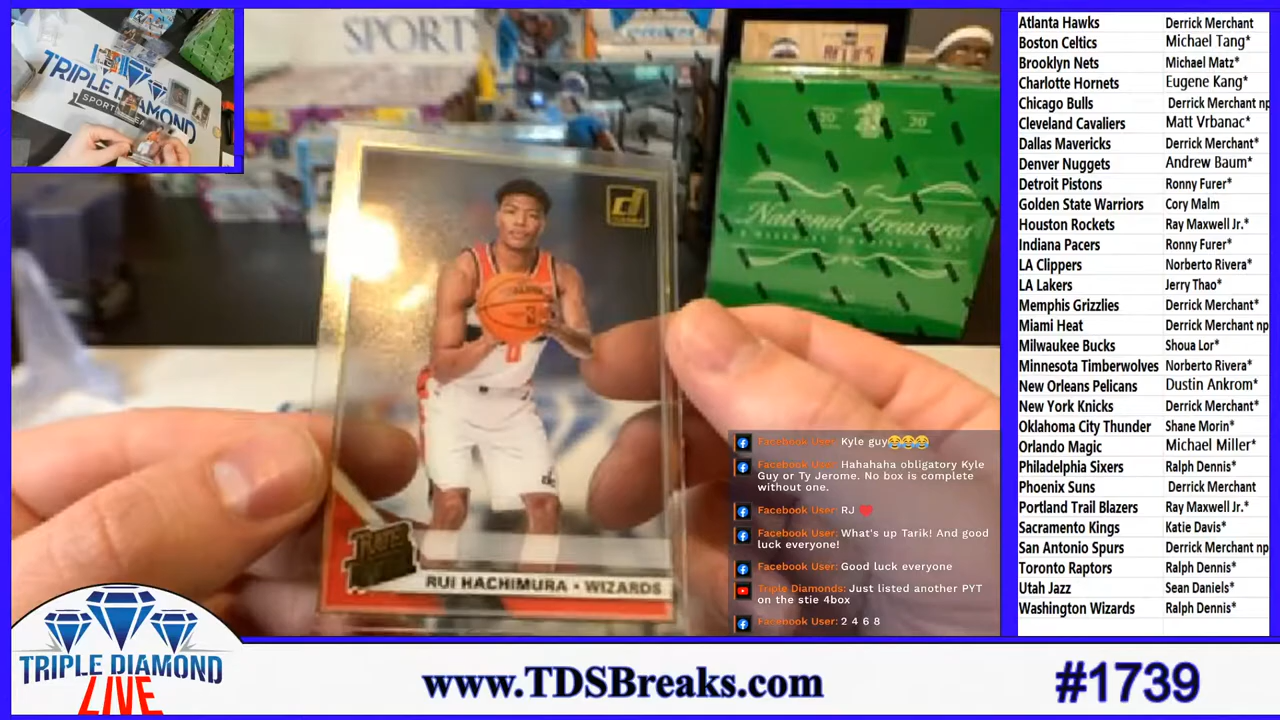 TRIPLE DIAMOND
SPORTS
SPORT
RELICS
20
20
National Treasures
RUI HACHIMURA • WIZARDS
Facebook User: Kyle guy😂😂😂
Facebook User: Hahahaha obligatory Kyle
Guy or Ty Jerome. No box is complete
without one.
Facebook User: RJ ❤️
Facebook User: What's up Tarik! And good
luck everyone!
Facebook User: Good luck everyone
Triple Diamonds: Just listed another PYT
on the stie 4box
Facebook User: 2 4 6 8
Atlanta Hawks Derrick Merchant
Boston Celtics Michael Tang*
Brooklyn Nets Michael Matz*
Charlotte Hornets Eugene Kang*
Chicago Bulls Derrick Merchant np
Cleveland Cavaliers Matt Vrbanac*
Dallas Mavericks Derrick Merchant*
Denver Nuggets Andrew Baum*
Detroit Pistons Ronny Furer*
Golden State Warriors Cory Malm
Houston Rockets Ray Maxwell Jr.*
Indiana Pacers Ronny Furer*
LA Clippers Norberto Rivera*
LA Lakers Jerry Thao*
Memphis Grizzlies Derrick Merchant*
Miami Heat Derrick Merchant np
Milwaukee Bucks Shoua Lor*
Minnesota Timberwolves Norberto Rivera*
New Orleans Pelicans Dustin Ankrom*
New York Knicks Derrick Merchant*
Oklahoma City Thunder Shane Morin*
Orlando Magic Michael Miller*
Philadelphia Sixers Ralph Dennis*
Phoenix Suns Derrick Merchant
Portland Trail Blazers Ray Maxwell Jr.*
Sacramento Kings Katie Davis*
San Antonio Spurs Derrick Merchant np
Toronto Raptors Ralph Dennis*
Utah Jazz Sean Daniels*
Washington Wizards Ralph Dennis*
TRIPLE DIAMOND
LIVE
www.TDSBreaks.com
#1739